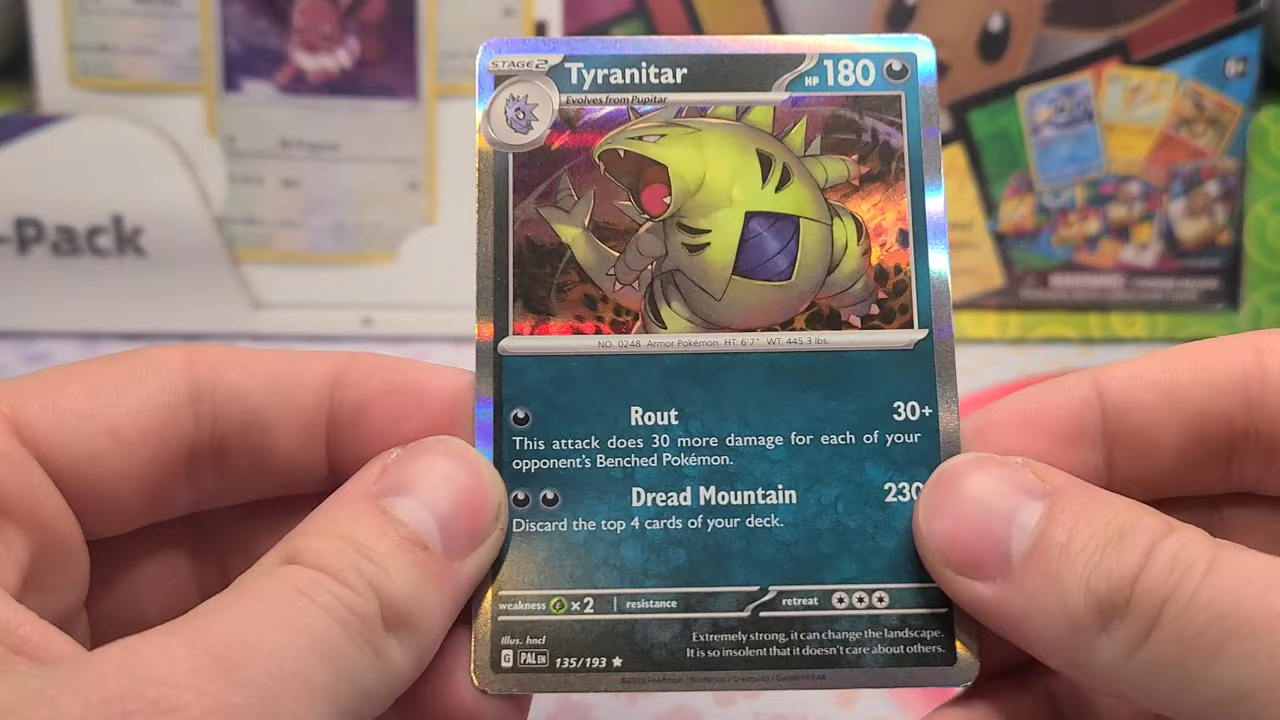 STAGE2
Tyranitar
HP 180
Evolves from Pupitar
-Pack
NO. 0248 Armor Pokémon HT: 6'7" WT: 445.3 lbs.
Rout 30+
This attack does 30 more damage for each of your
opponent's Benched Pokémon.
Dread Mountain 230
Discard the top 4 cards of your deck.
weakness ×2 resistance retreat
Illus. hncl
Extremely strong, it can change the landscape.
It is so insolent that it doesn't care about others.
G PAL EN 135/193